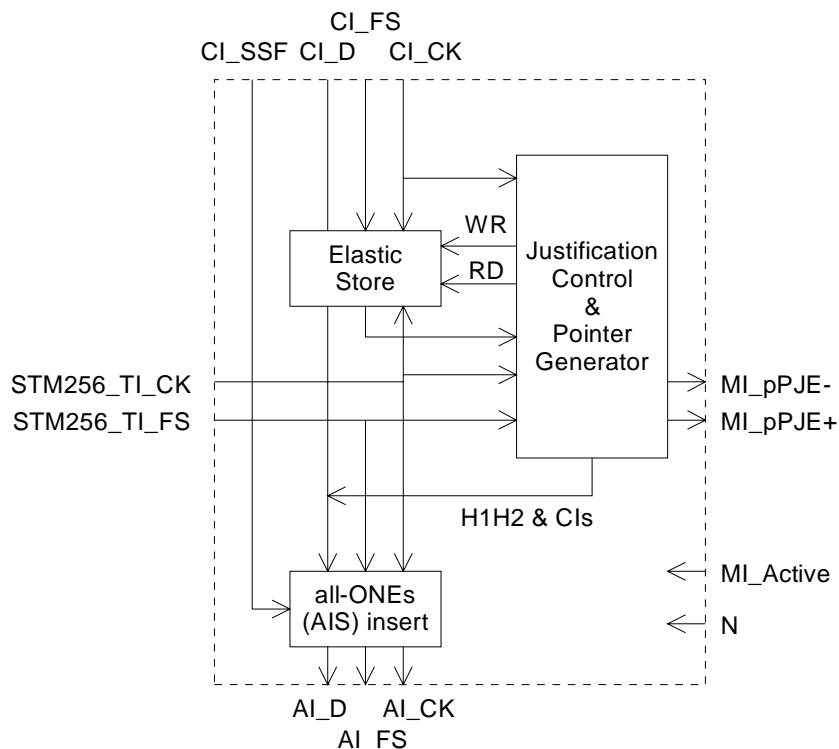 CI_FS
CI_SSF CI_D CI_CK
WR
Elastic
Store
RD
Justification
Control
&
Pointer
Generator
STM256_TI_CK
STM256_TI_FS
MI_pPJE-
MI_pPJE+
H1H2 & CIs
all-ONEs
(AIS) insert
MI_Active
N
AI_D AI_CK
AI_FS